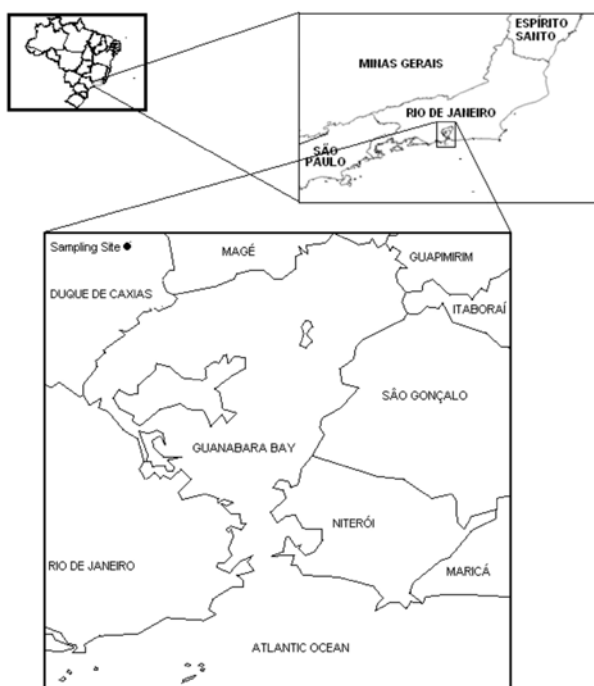 ESPÍRITO
SANTO
MINAS GERAIS
RIO DE JANEIRO
SÃO
PAULO
Sampling Site
MAGÉ
GUAPIMIRIM
DUQUE DE CAXIAS
ITABORAÍ
SÂO GONÇALO
GUANABARA BAY
NITERÓI
RIO DE JANEIRO
MARICÁ
ATLANTIC OCEAN